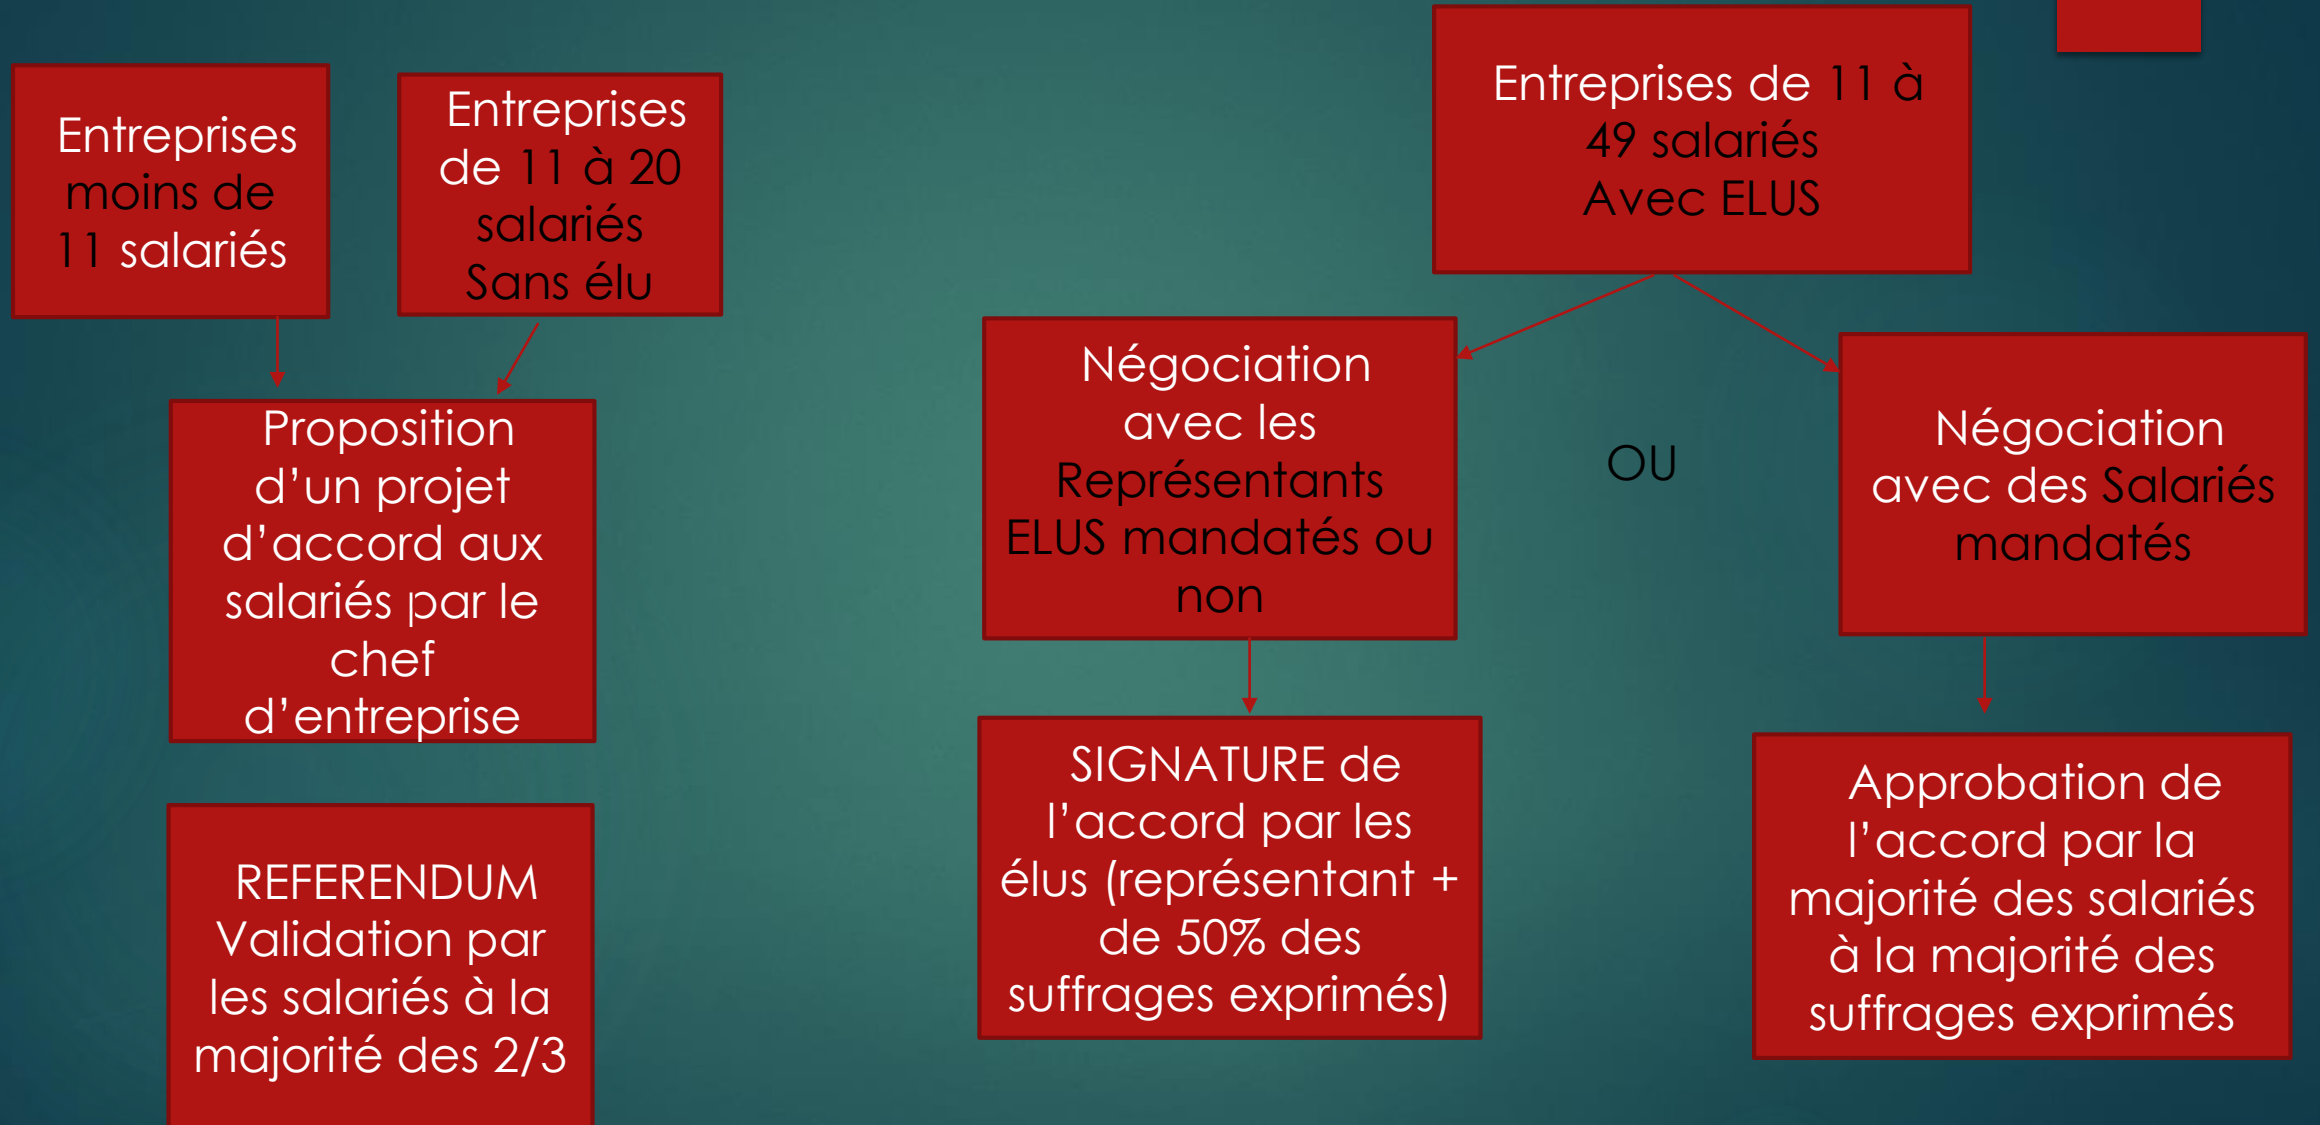 Entreprises
moins de
11 salariés
Entreprises
de 11 à 20
salariés
Sans élu
Proposition
d’un projet
d’accord aux
salariés par le
chef
d’entreprise
REFERENDUM
Validation par
les salariés à la
majorité des 2/3
Entreprises de 11 à
49 salariés
Avec ELUS
Négociation
avec les
Représentants
ELUS mandatés ou
non
OU
Négociation
avec des Salariés
mandatés
SIGNATURE de
l’accord par les
élus (représentant +
de 50% des
suffrages exprimés)
Approbation de
l’accord par la
majorité des salariés
à la majorité des
suffrages exprimés